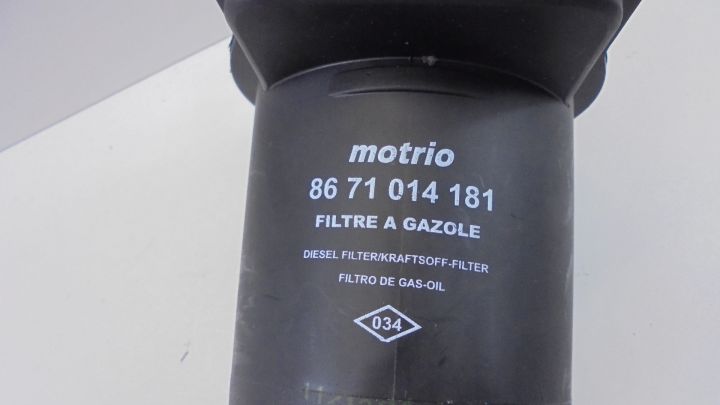 motrio
86 71 014 181
FILTRE A GAZOLE
DIESEL FILTER/KRAFTSOFF-FILTER
FILTRO DE GAS-OIL
034